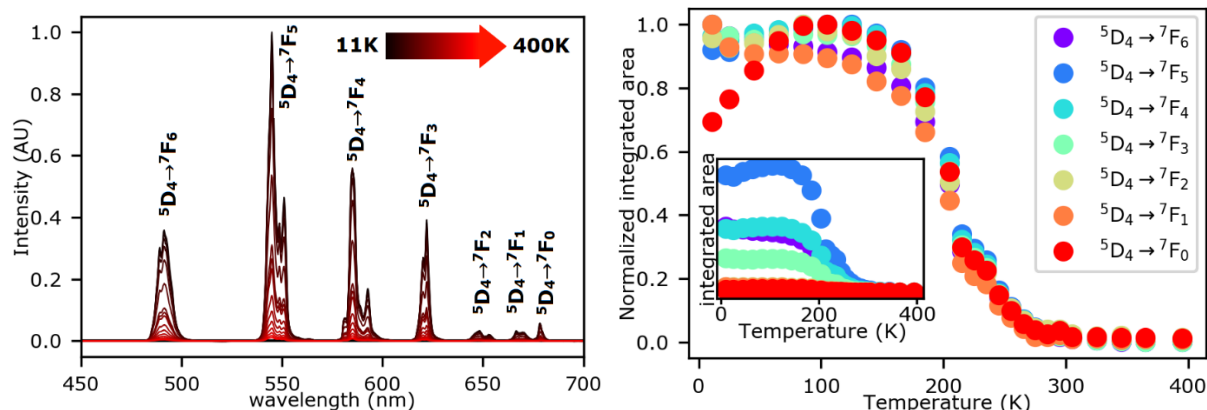 1.0
0.8
0.6
0.4
0.2
0.0
Intensity (AU)
450 500 550 600 650 700
wavelength (nm)
11K 400K
⁵D₄→⁷F₆
⁵D₄→⁷F₅
⁵D₄→⁷F₄
⁵D₄→⁷F₃
⁵D₄→⁷F₂
⁵D₄→⁷F₁
⁵D₄→⁷F₀
1.0
0.8
0.6
0.4
0.2
0.0
Normalized integrated area
0 100 200 300 400
Temperature (K)
⁵D₄→⁷F₆
⁵D₄→⁷F₅
⁵D₄→⁷F₄
⁵D₄→⁷F₃
⁵D₄→⁷F₂
⁵D₄→⁷F₁
⁵D₄→⁷F₀
integrated area
0 200 400
Temperature (K)